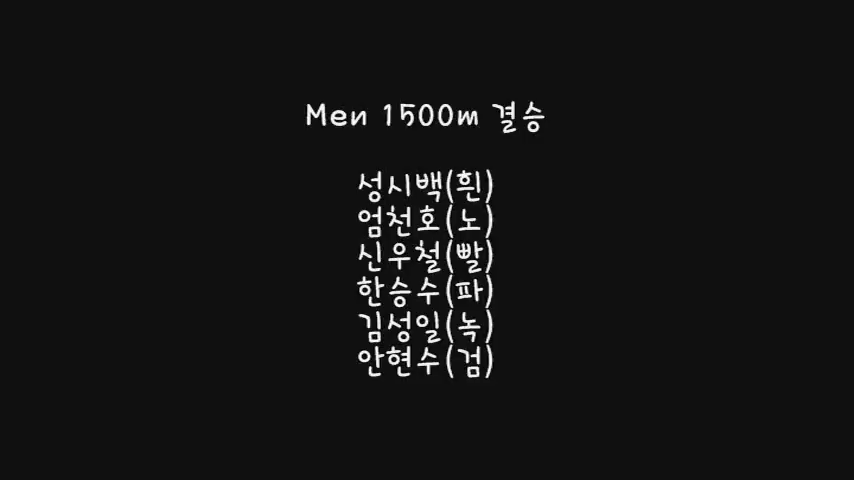 Men 1500m 결승
성시백(흰)
엄천호(노)
신우철(빨)
한승수(파)
김성일(녹)
안현수(검)